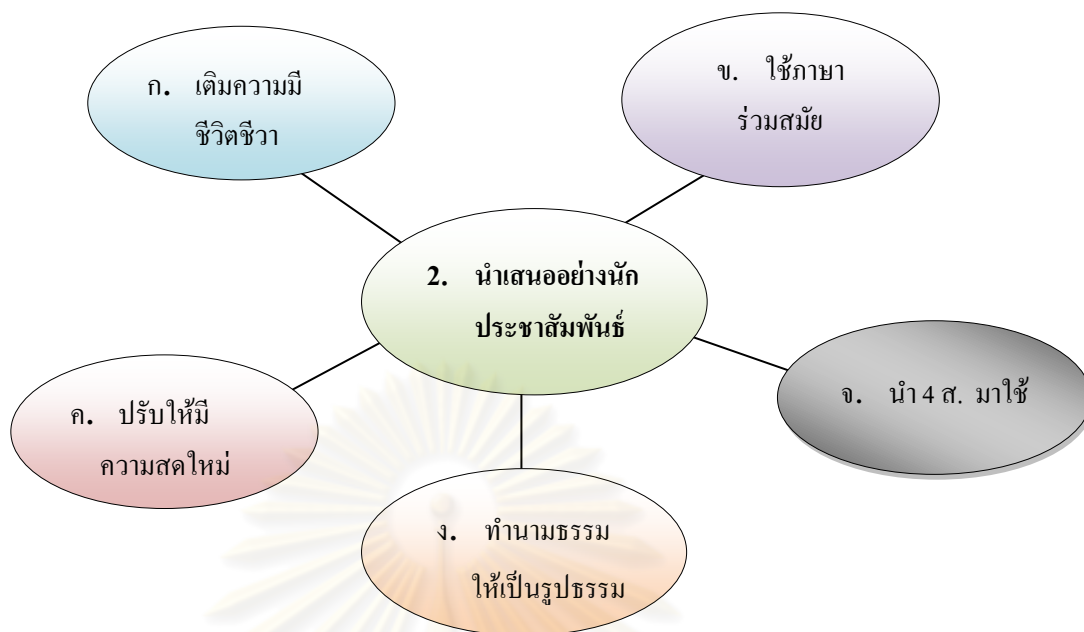 ก. เติมความมี
ชีวิตชีวา
ข. ใช้ภาษา
ร่วมสมัย
2. นำเสนออย่างนัก
ประชาสัมพันธ์
ค. ปรับให้มี
ความสดใหม่
ง. ทำนามธรรม
ให้เป็นรูปธรรม
จ. นำ 4 ส. มาใช้